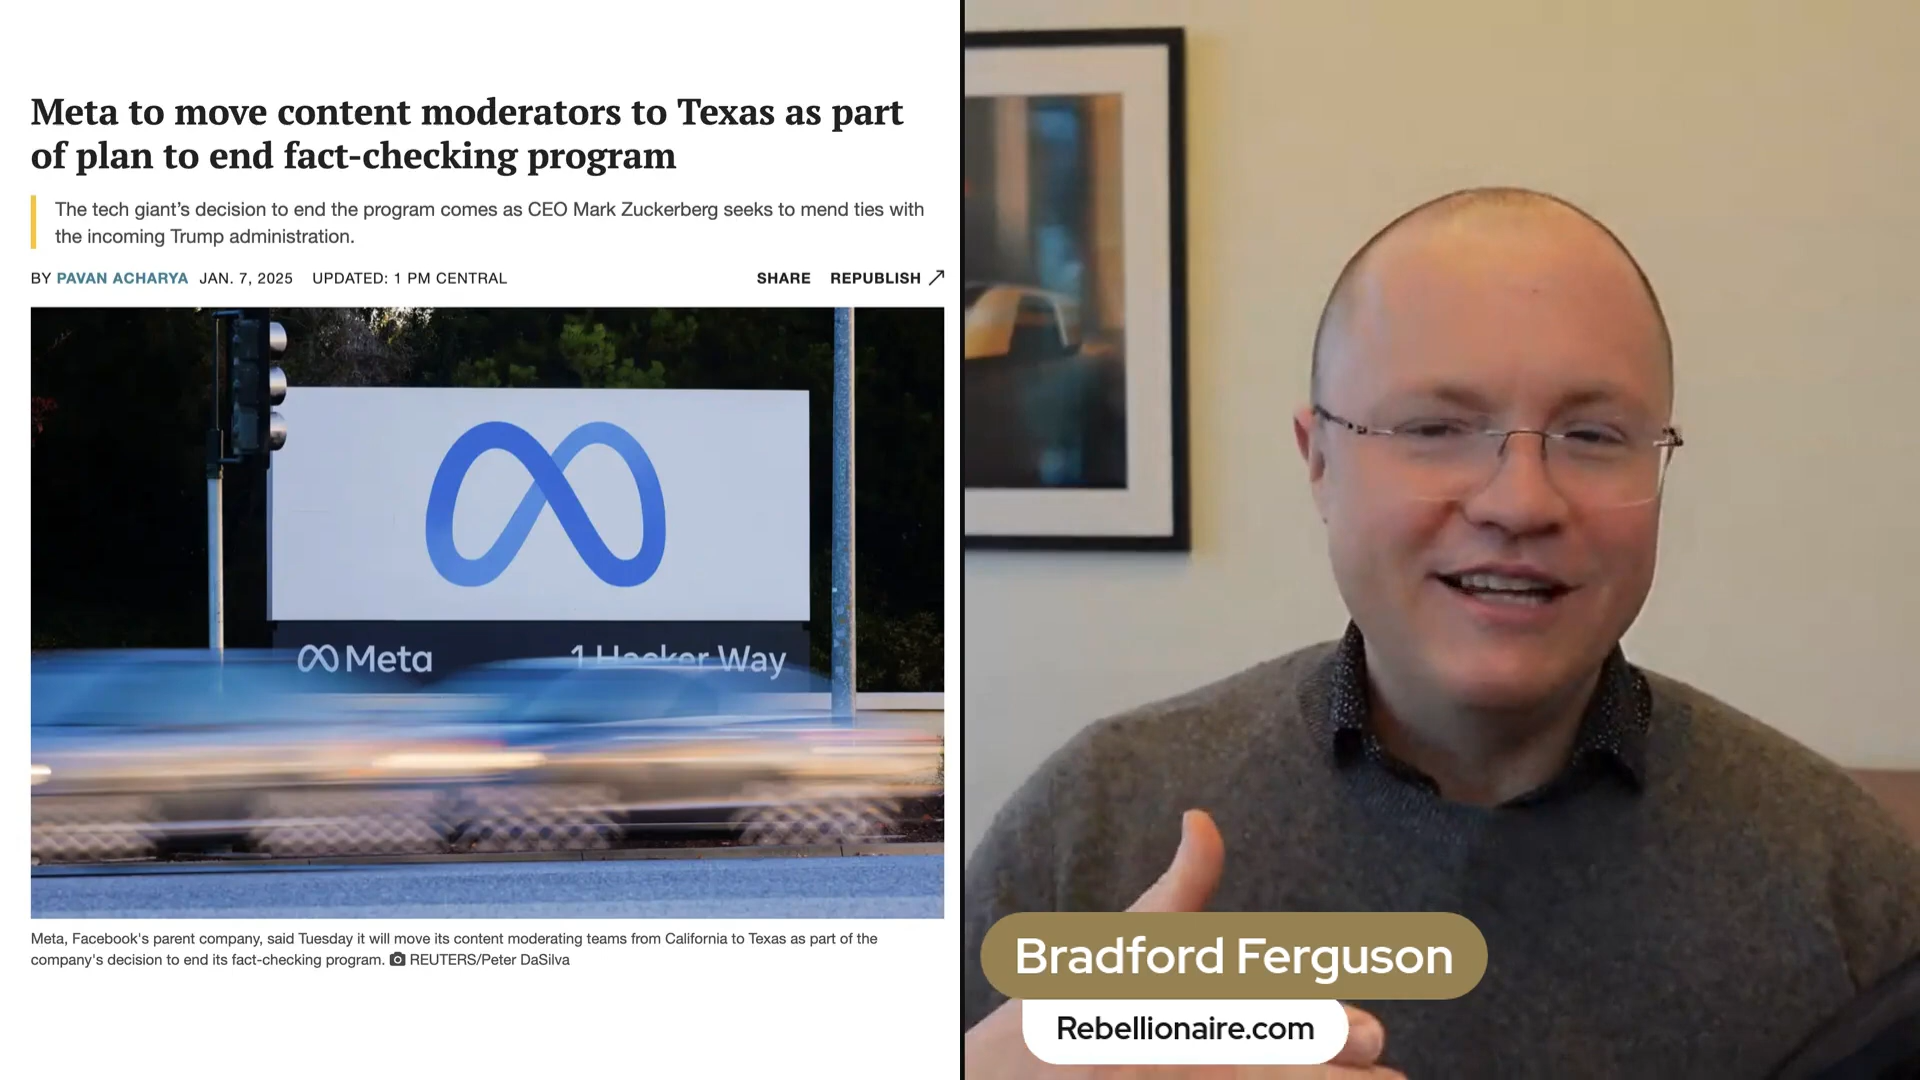 Meta to move content moderators to Texas as part
of plan to end fact-checking program
The tech giant’s decision to end the program comes as CEO Mark Zuckerberg seeks to mend ties with
the incoming Trump administration.
BY PAVAN ACHARYA JAN. 7, 2025 UPDATED: 1 PM CENTRAL SHARE REPUBLISH
Meta 1 Hacker Way
Meta, Facebook's parent company, said Tuesday it will move its content moderating teams from California to Texas as part of the
company's decision to end its fact-checking program. REUTERS/Peter DaSilva
Bradford Ferguson
Rebellionaire.com